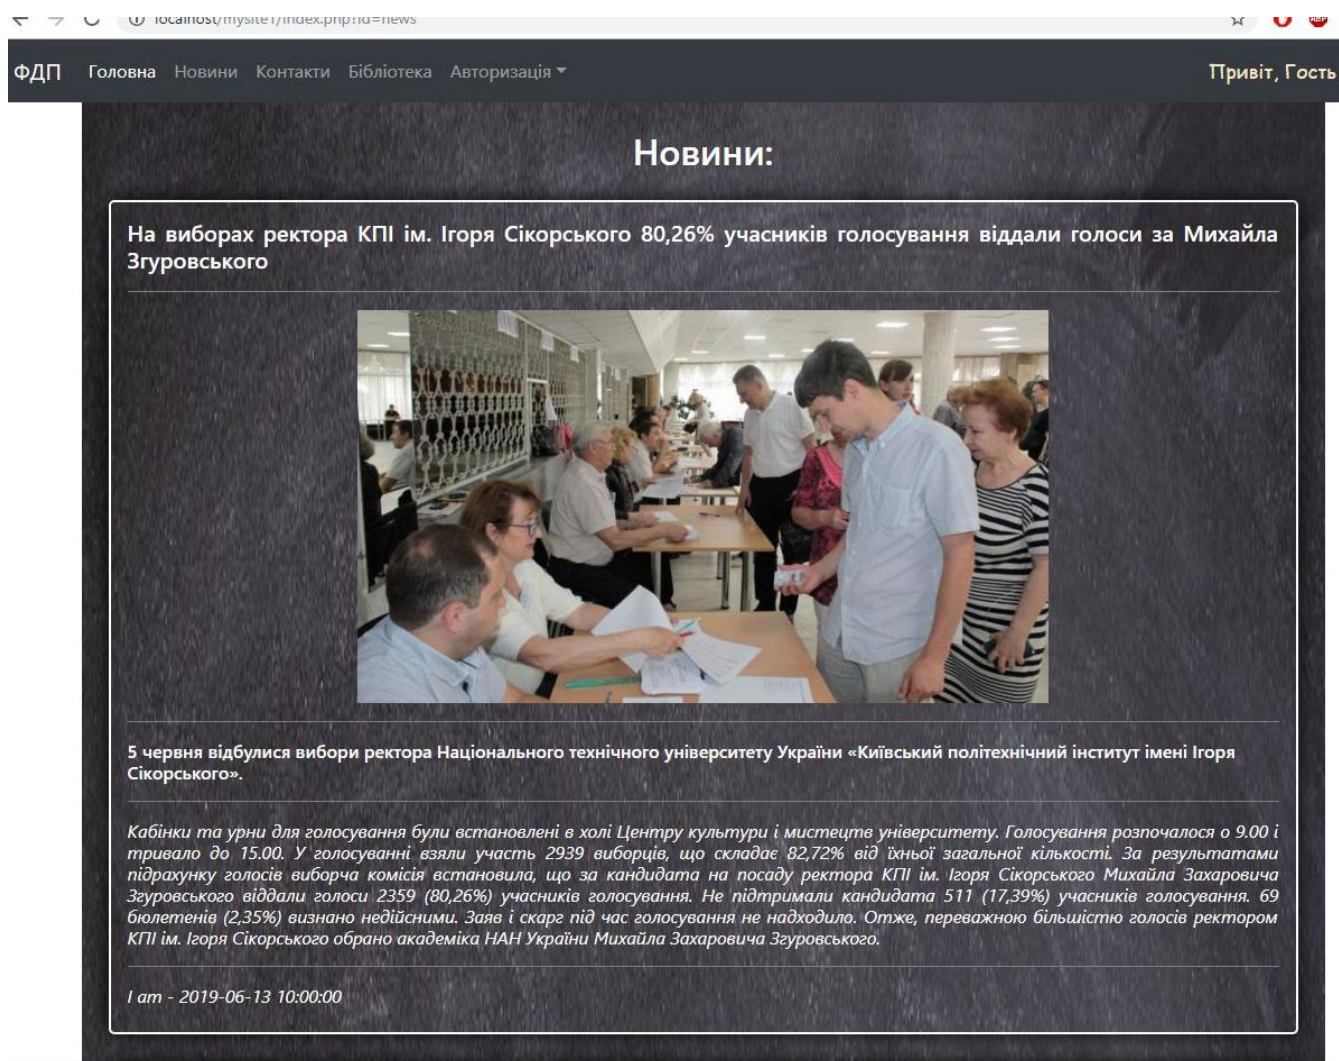 localhost/mysite1/index.php?id=news
ABP
ФДП Головна Новини Контакти Бібліотека Авторизація Привіт, Гость
Новини:
На виборах ректора КПІ ім. Ігоря Сікорського 80,26% учасників голосування віддали голоси за Михайла
Згуровського
5 червня відбулися вибори ректора Національного технічного університету України «Київський політехнічний інститут імені Ігоря
Сікорського».
Кабінки та урни для голосування були встановлені в холі Центру культури і мистецтв університету. Голосування розпочалося о 9.00 і
тривало до 15.00. У голосуванні взяли участь 2939 виборців, що складає 82,72% від їхньої загальної кількості. За результатами
підрахунку голосів виборча комісія встановила, що за кандидата на посаду ректора КПІ ім. Ігоря Сікорського Михайла Захаровича
Згуровського віддали голоси 2359 (80,26%) учасників голосування. Не підтримали кандидата 511 (17,39%) учасників голосування. 69
бюлетенів (2,35%) визнано недійсними. Заяв і скарг під час голосування не надходило. Отже, переважною більшістю голосів ректором
КПІ ім. Ігоря Сікорського обрано академіка НАН України Михайла Захаровича Згуровського.
I am - 2019-06-13 10:00:00